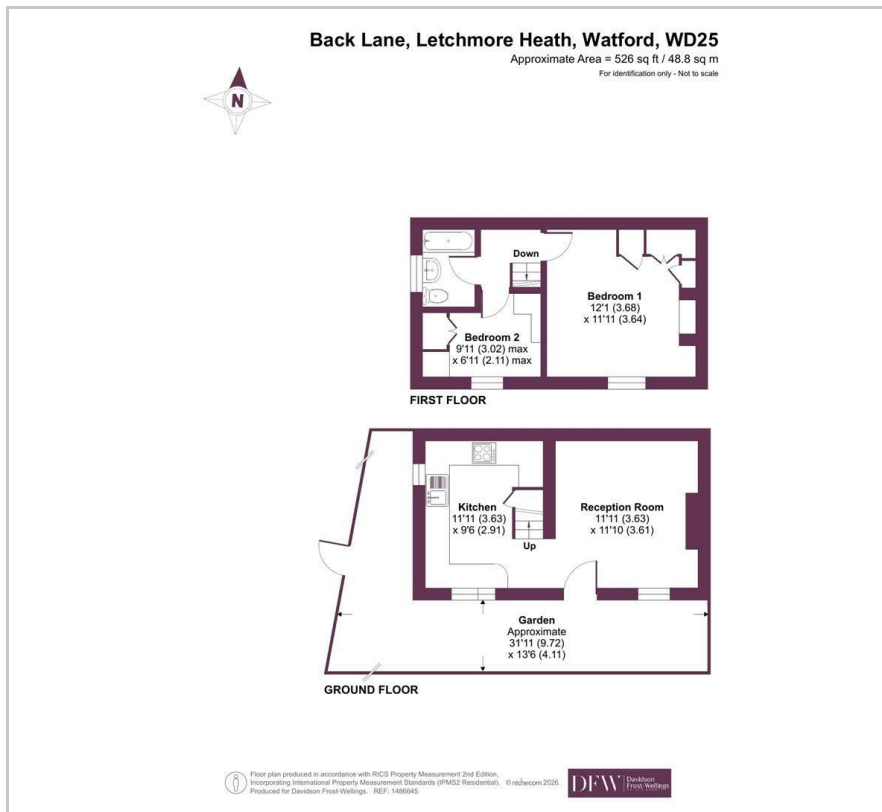 Back Lane, Letchmore Heath, Watford, WD25
Approximate Area = 526 sq ft / 48.8 sq m
For identification only - Not to scale
N
Down
Bedroom 1
12'1 (3.68)
x 11'11 (3.64)
Bedroom 2
9'11 (3.02) max
x 6'11 (2.11) max
FIRST FLOOR
Kitchen
11'11 (3.63)
x 9'6 (2.91)
Up
Reception Room
11'11 (3.63)
x 11'10 (3.61)
Garden
Approximate
31'11 (9.72)
x 13'6 (4.11)
GROUND FLOOR
Floor plan produced in accordance with RICS Property Measurement 2nd Edition,
Incorporating International Property Measurement Standards (IPMS2 Residential). © nichecom 2026.
Produced for Davidson Frost-Wellings. REF: 1486645
DFW
Davidson
Frost-Wellings